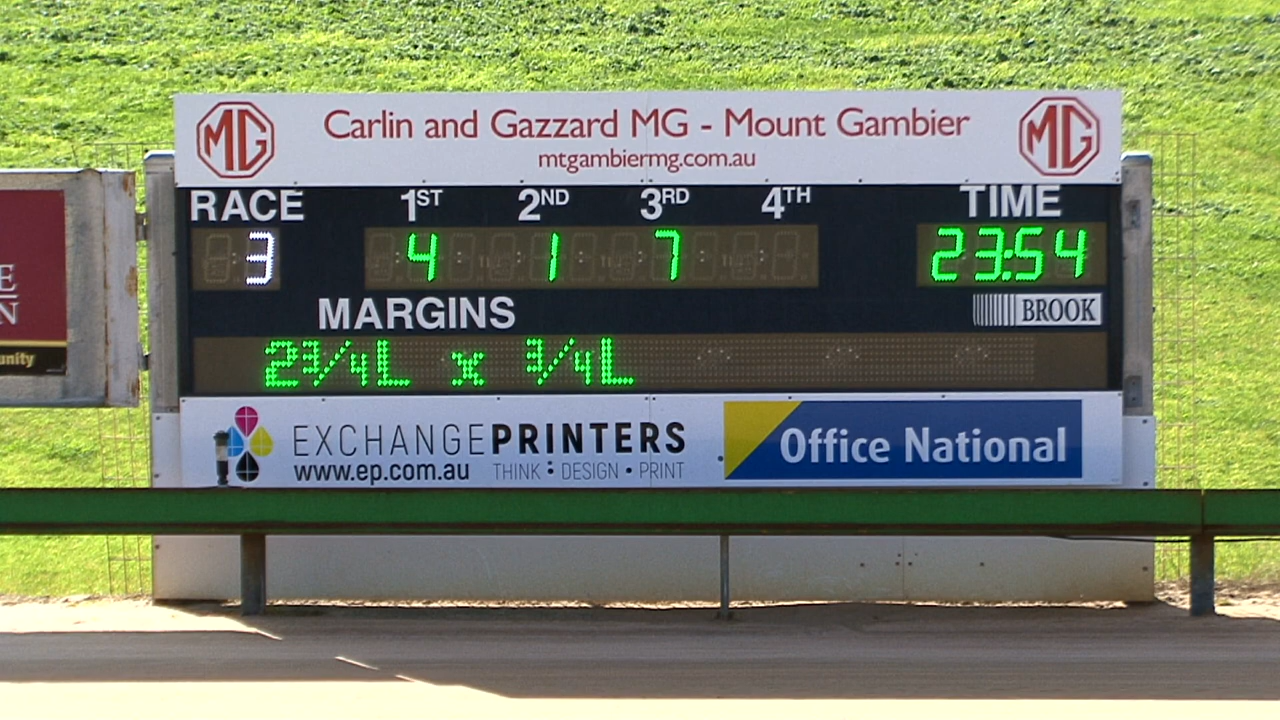 MG Carlin and Gazzard MG - Mount Gambier MG
mtgambiermg.com.au
RACE 1ST 2ND 3RD 4TH TIME
3 4 1 7 23:54
MARGINS BROOK
2¾L x ¾L
E
N
unity
EXCHANGEPRINTERS
www.ep.com.au THINK : DESIGN • PRINT
Office National